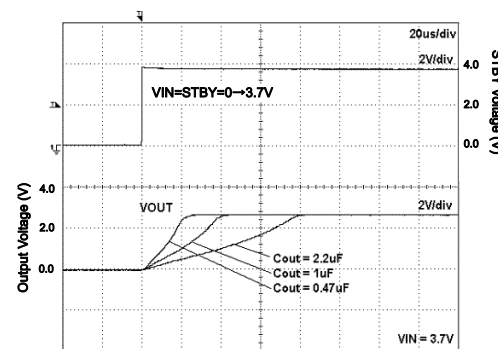 20us/div
2V/div
4.0
2.0
0.0
STBY Voltage (V)
VIN=STBY=0→3.7V
Output Voltage (V)
4.0
2.0
0.0
VOUT
2V/div
Cout = 2.2uF
Cout = 1uF
Cout = 0.47uF
VIN = 3.7V